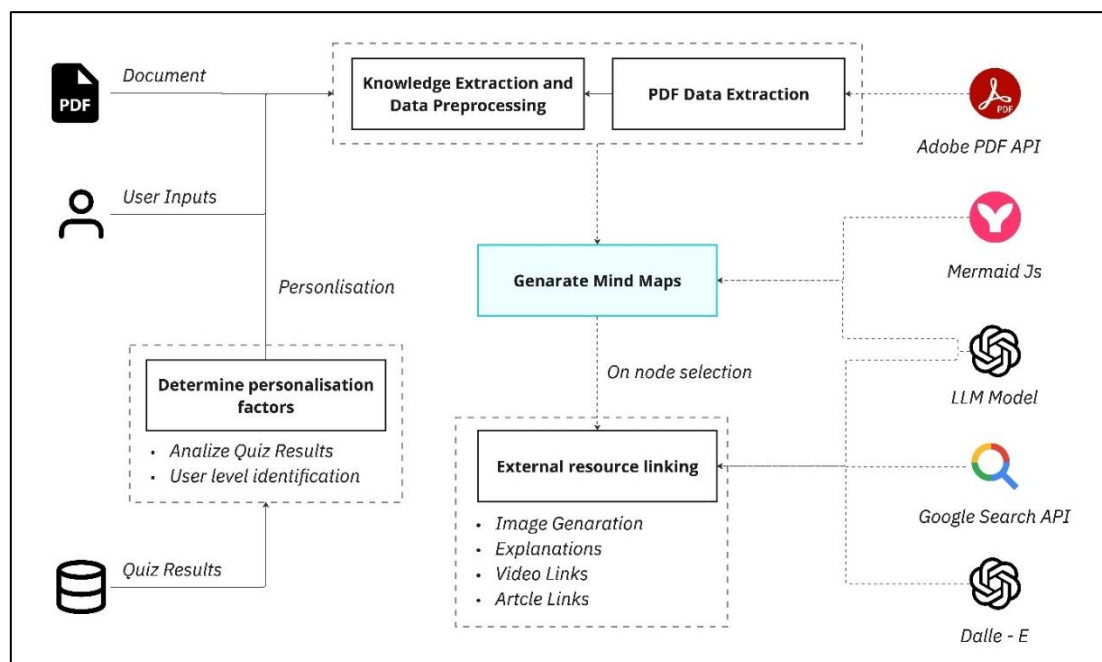 Document
PDF
Knowledge Extraction and
Data Preprocessing
PDF Data Extraction
PDF
Adobe PDF API
User Inputs
Mermaid Js
Genarate Mind Maps
Personlisation
On node selection
LLM Model
Determine personalisation
factors
• Analize Quiz Results
• User level identification
External resource linking
• Image Genaration
• Explanations
• Video Links
• Artcle Links
Google Search API
Quiz Results
Dalle - E